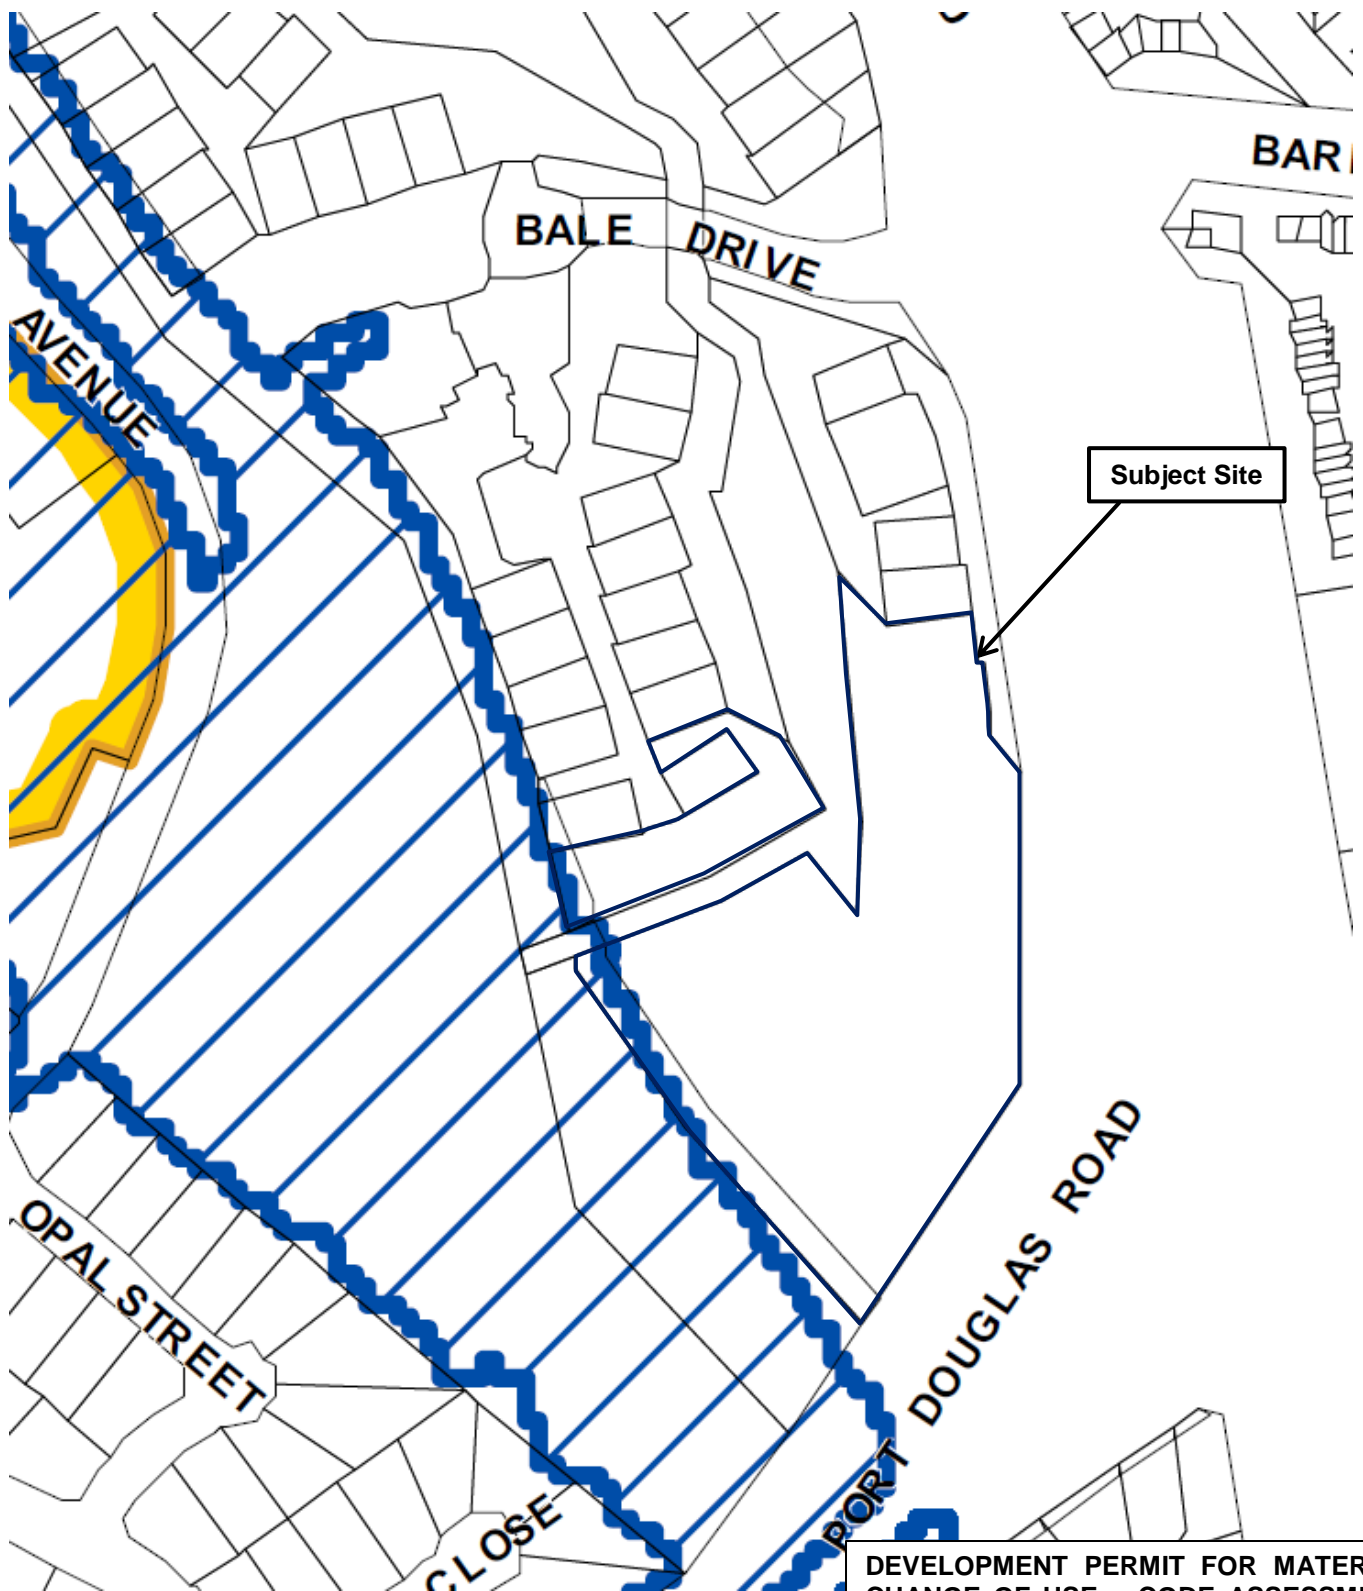 BAR
BALE DRIVE
AVENUE
Subject Site
OPAL STREET
PORT DOUGLAS ROAD
CLOSE
DEVELOPMENT PERMIT FOR MATER